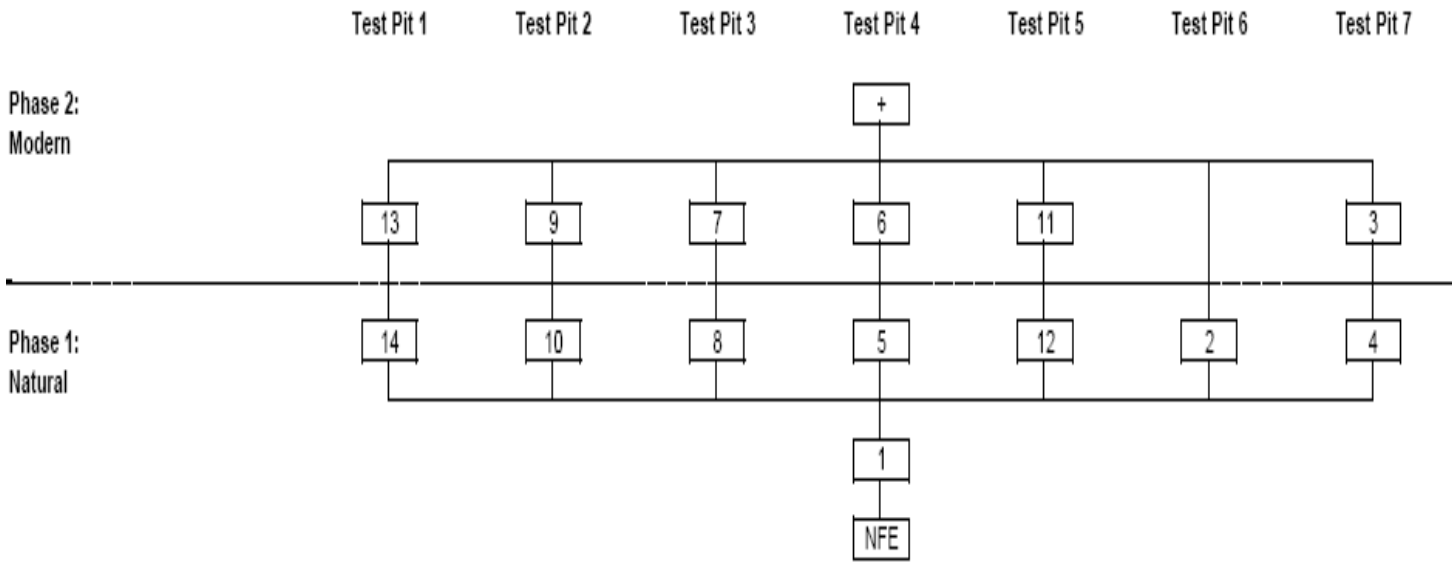 Test Pit 1 Test Pit 2 Test Pit 3 Test Pit 4 Test Pit 5 Test Pit 6 Test Pit 7
Phase 2:
Modern
+
13 9 7 6 11 3
Phase 1:
Natural
14 10 8 5 12 2 4
1
NFE